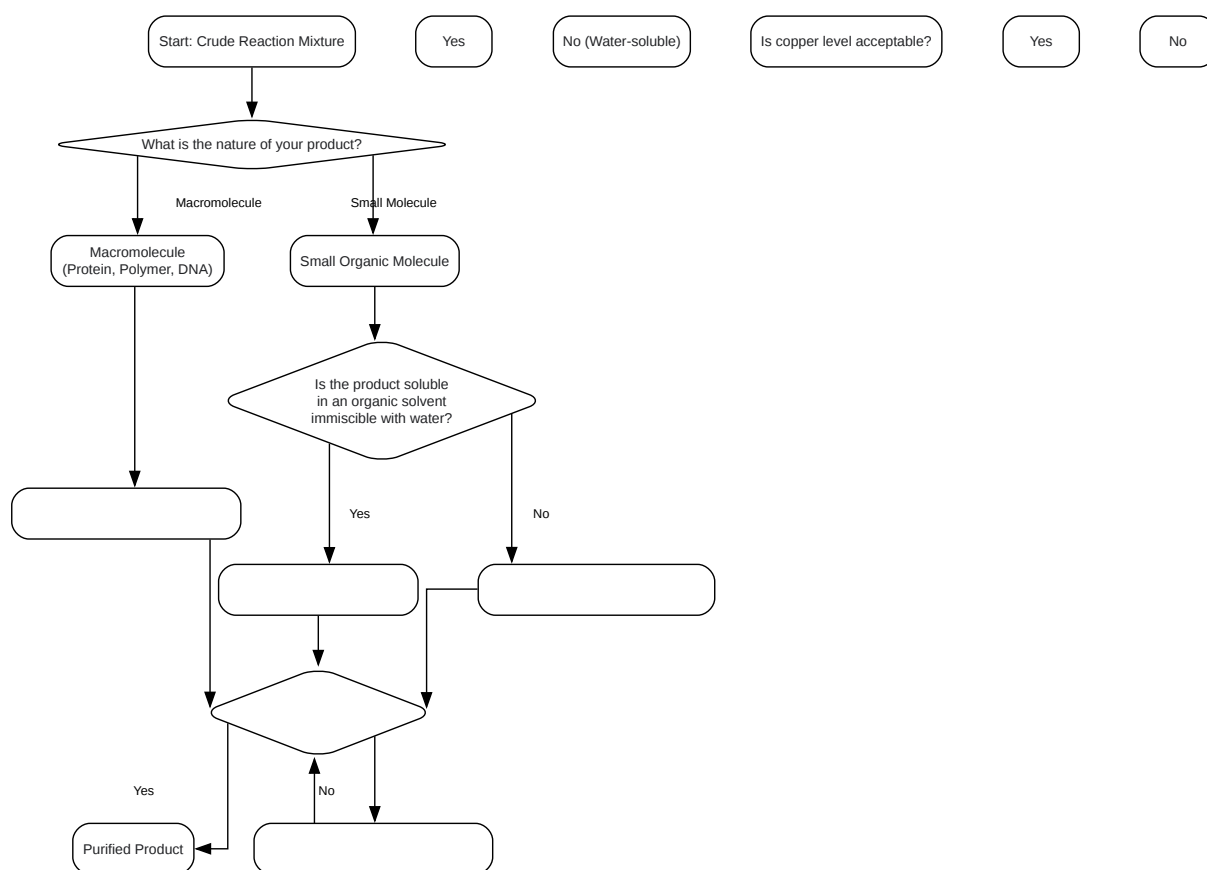 Start: Crude Reaction Mixture
Yes
No (Water-soluble)
Is copper level acceptable?
Yes
No
What is the nature of your product?
Macromolecule
Small Molecule
Macromolecule
(Protein, Polymer, DNA)
Small Organic Molecule
Is the product soluble
in an organic solvent
immiscible with water?
Yes
No
Yes
No
Purified Product